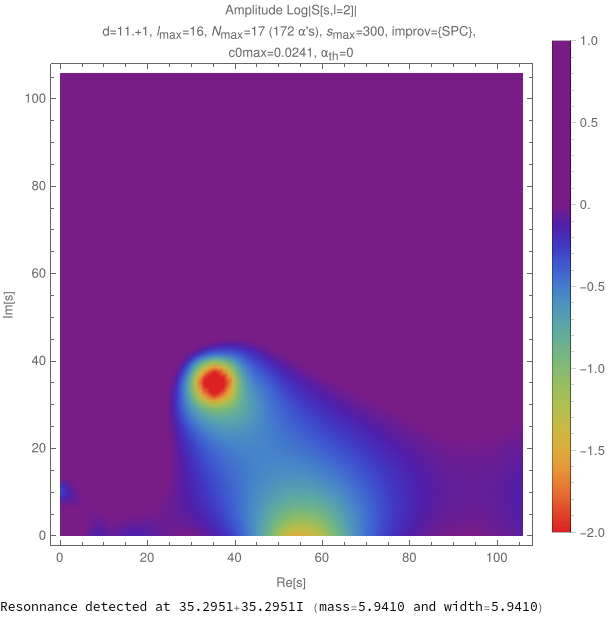 Amplitude Log|S[s,l=2]|
d=11.+1, lmax=16, Nmax=17 (172 α's), smax=300, improv={SPC},
c0max=0.0241, αth=0
1.0
0.5
0.
−0.5
−1.0
−1.5
−2.0
100
80
60
40
20
0
Im[s]
0 20 40 60 80 100
Re[s]
Resonnance detected at 35.2951+35.2951I (mass=5.9410 and width=5.9410)